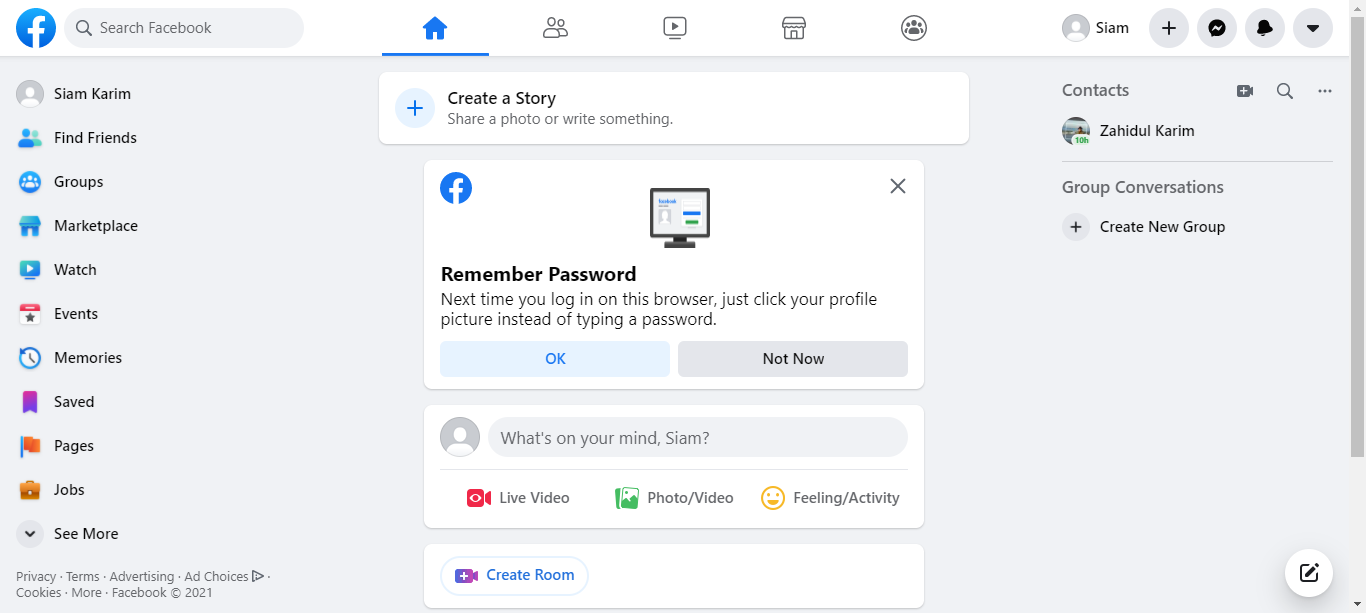 Search Facebook
Siam
Siam Karim
Find Friends
Groups
Marketplace
Watch
Events
Memories
Saved
Pages
Jobs
See More
Privacy · Terms · Advertising · Ad Choices ·
Cookies · More · Facebook © 2021
Create a Story
Share a photo or write something.
facebook
Remember Password
Next time you log in on this browser, just click your profile
picture instead of typing a password.
OK
Not Now
What's on your mind, Siam?
Live Video
Photo/Video
Feeling/Activity
Create Room
Contacts
Zahidul Karim
10h
Group Conversations
Create New Group